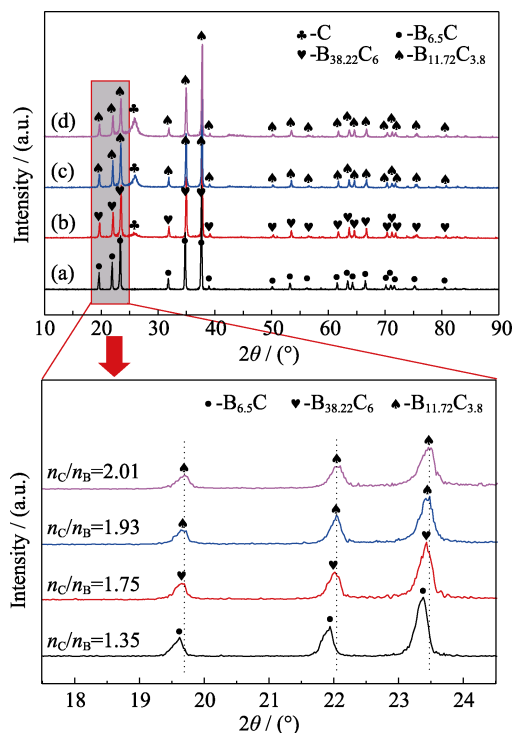 ♣-C ●-B6.5C
♥-B38.22C6 ♠-B11.72C3.8
Intensity / (a.u.)
(d)
(c)
(b)
(a)
10 20 30 40 50 60 70 80 90
2θ / (°)
●-B6.5C ♥-B38.22C6 ♠-B11.72C3.8
Intensity / (a.u.)
nC/nB=2.01
nC/nB=1.93
nC/nB=1.75
nC/nB=1.35
18 19 20 21 22 23 24
2θ / (°)